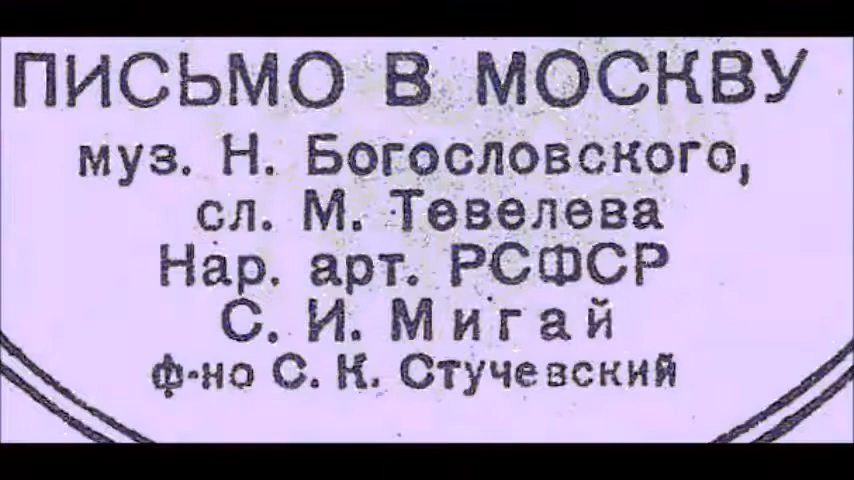 ПИСЬМО В МОСКВУ
муз. Н. Богословского,
сл. М. Тевелева
Нар. арт. РСФСР
С. И. Мигай
ф-но С. К. Стучевский